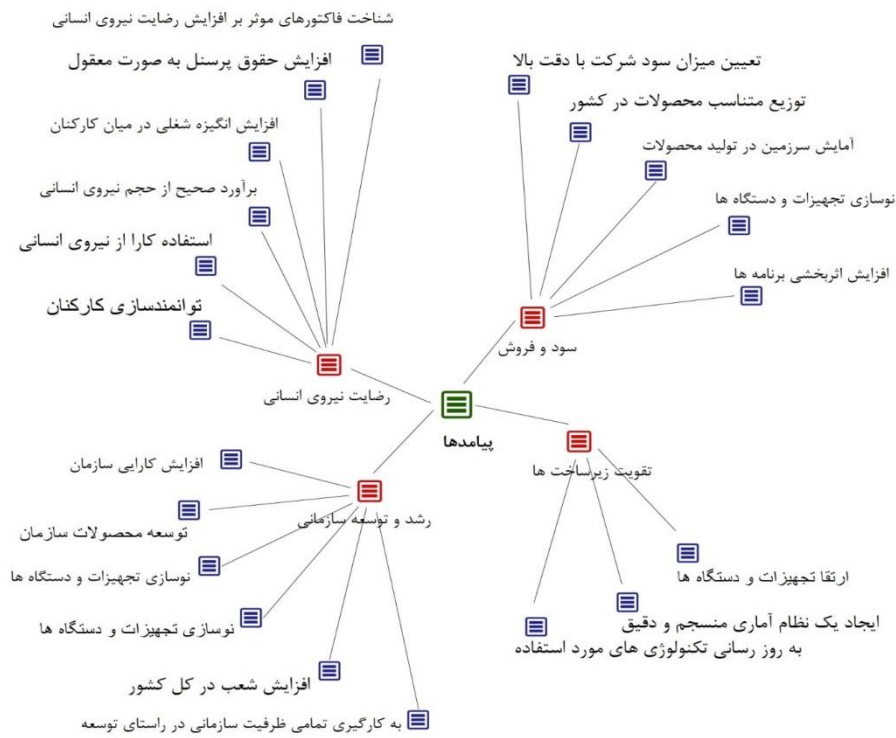 شناخت فاکتورهای موثر بر افزایش رضایت نیروی انسانی
افزایش حقوق پرسنل به صورت معقول
افزایش انگیزه شغلی در میان کارکنان
برآورد صحیح از حجم نیروی انسانی
استفاده کارا از نیروی انسانی
توانمندسازی کارکنان
رضایت نیروی انسانی
تعیین میزان سود شرکت با دقت بالا
توزیع متناسب محصولات در کشور
آمایش سرزمین در تولید محصولات
نوسازی تجهیزات و دستگاه ها
افزایش اثربخشی برنامه ها
سود و فروش
پیامدها
تقویت زیرساخت ها
ارتقا تجهیزات و دستگاه ها
ایجاد یک نظام آماری منسجم و دقیق
به روز رسانی تکنولوژی های مورد استفاده
افزایش کارایی سازمان
رشد و توسعه سازمانی
توسعه محصولات سازمان
نوسازی تجهیزات و دستگاه ها
نوسازی تجهیزات و دستگاه ها
افزایش شعب در کل کشور
به کارگیری تمامی ظرفیت سازمانی در راستای توسعه